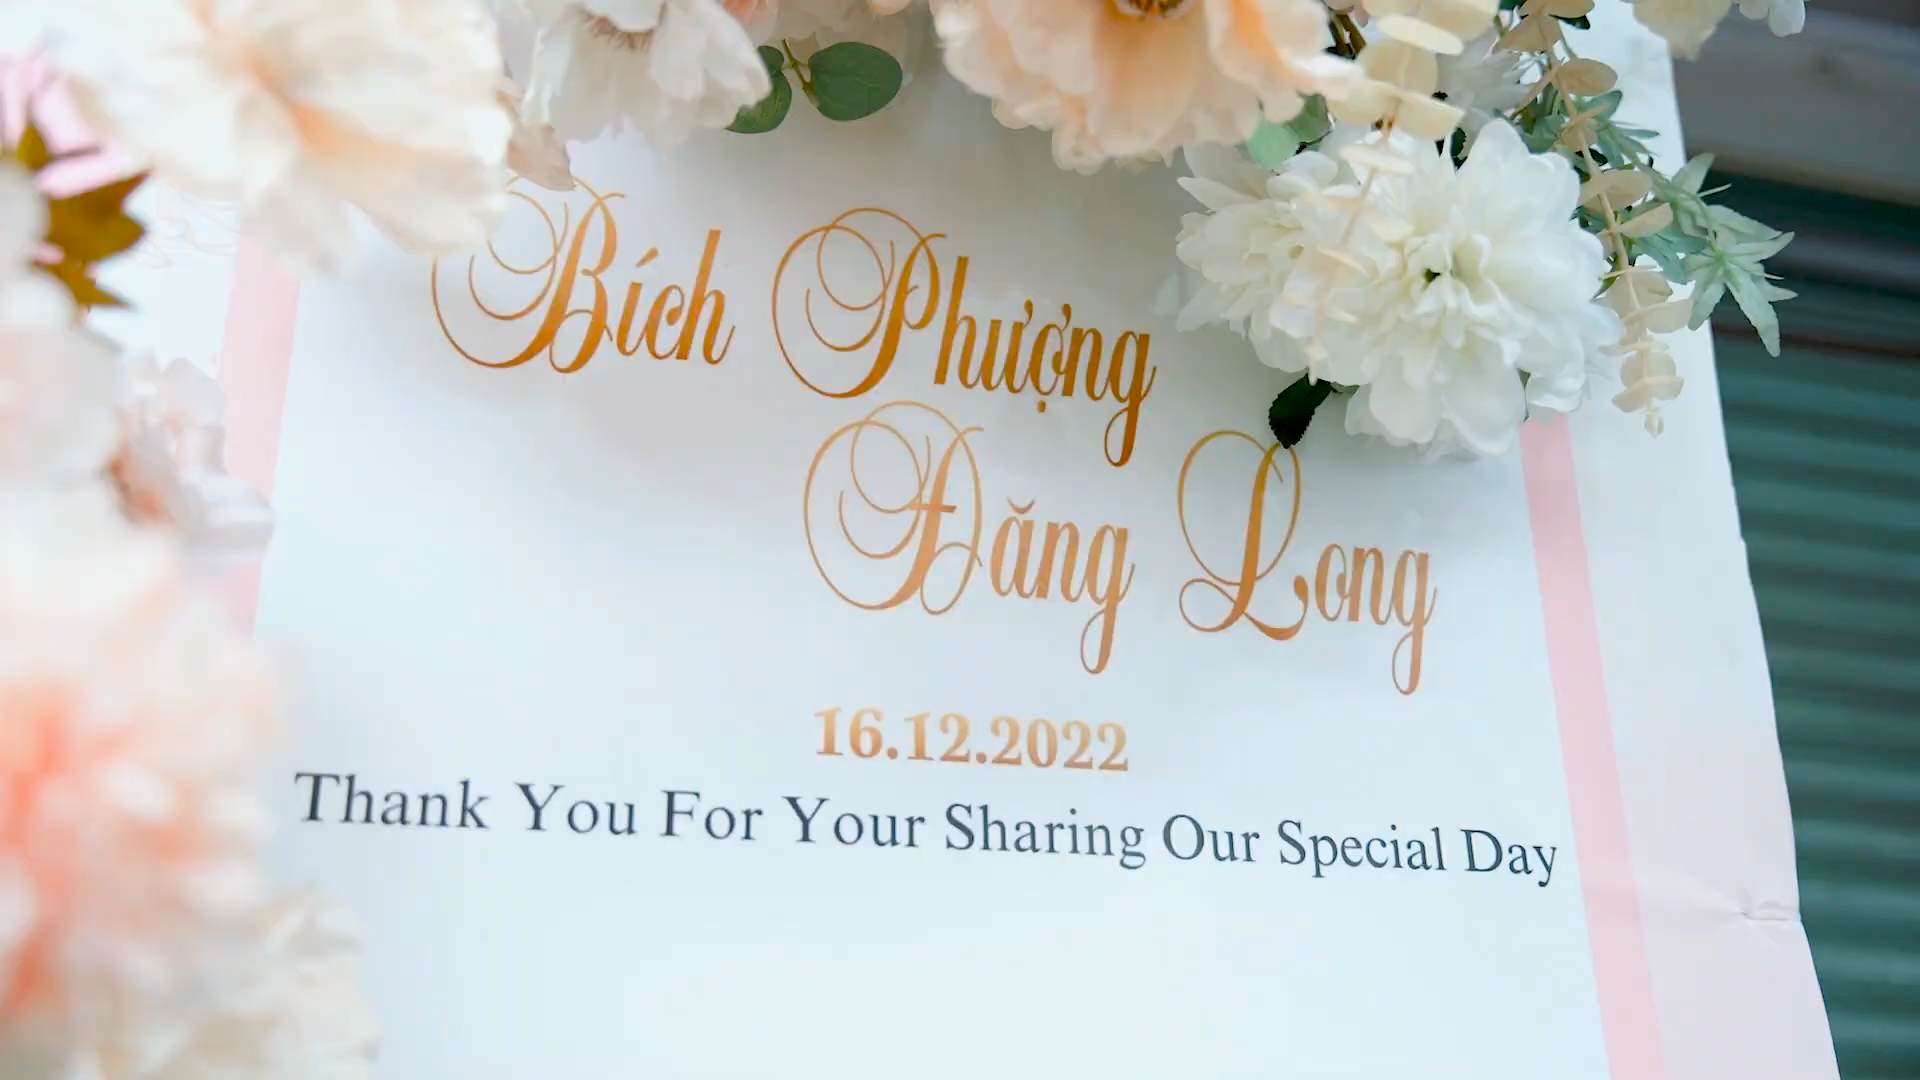 Bích Phượng
Đăng Long
16.12.2022
Thank You For Your Sharing Our Special Day